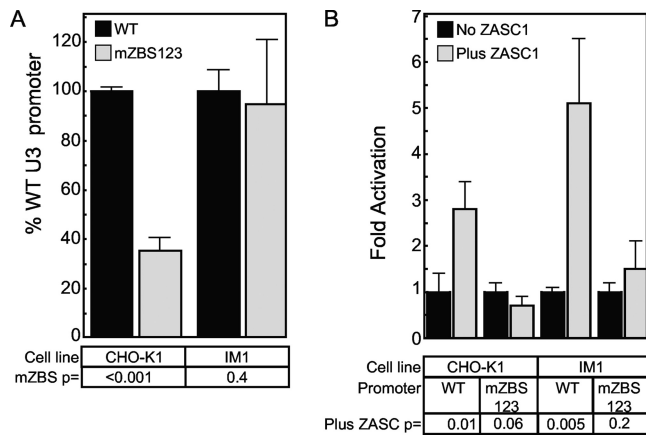 A
WT
mZBS123
% WT U3 promoter
120
100
80
60
40
20
0
Cell line CHO-K1 IM1
mZBS p= <0.001 0.4
B
No ZASC1
Plus ZASC1
Fold Activation
7
6
5
4
3
2
1
0
Cell line CHO-K1 IM1
Promoter WT mZBS 123 WT mZBS 123
Plus ZASC p= 0.01 0.06 0.005 0.2